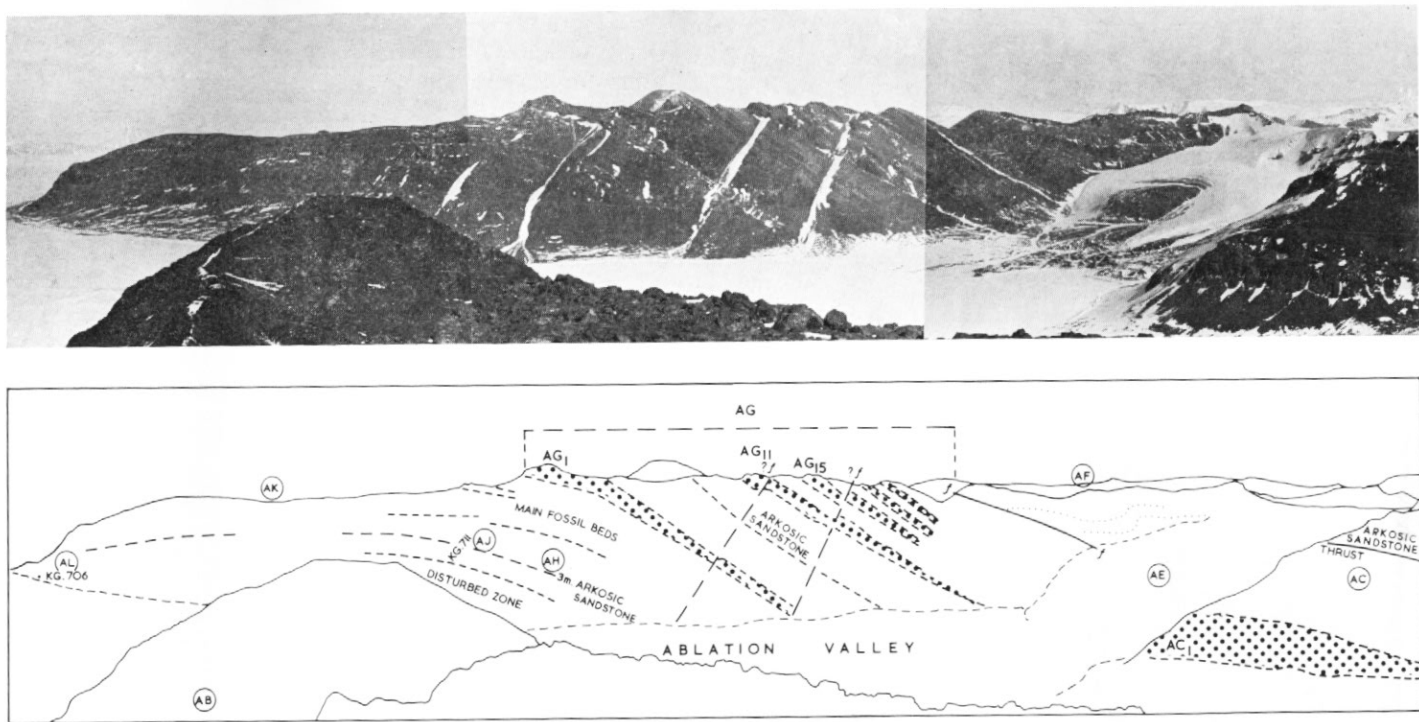 AG
AG1
AG11
? f
AG15
? f
f
AF
AK
MAIN FOSSIL BEDS
ARKOSIC
SANDSTONE
ARKOSIC
SANDSTONE
THRUST
AC
AL
KG.706
KG.711
AJ
AH
3m ARKOSIC
SANDSTONE
DISTURBED ZONE
f
AE
ABLATION VALLEY
AC1
AB